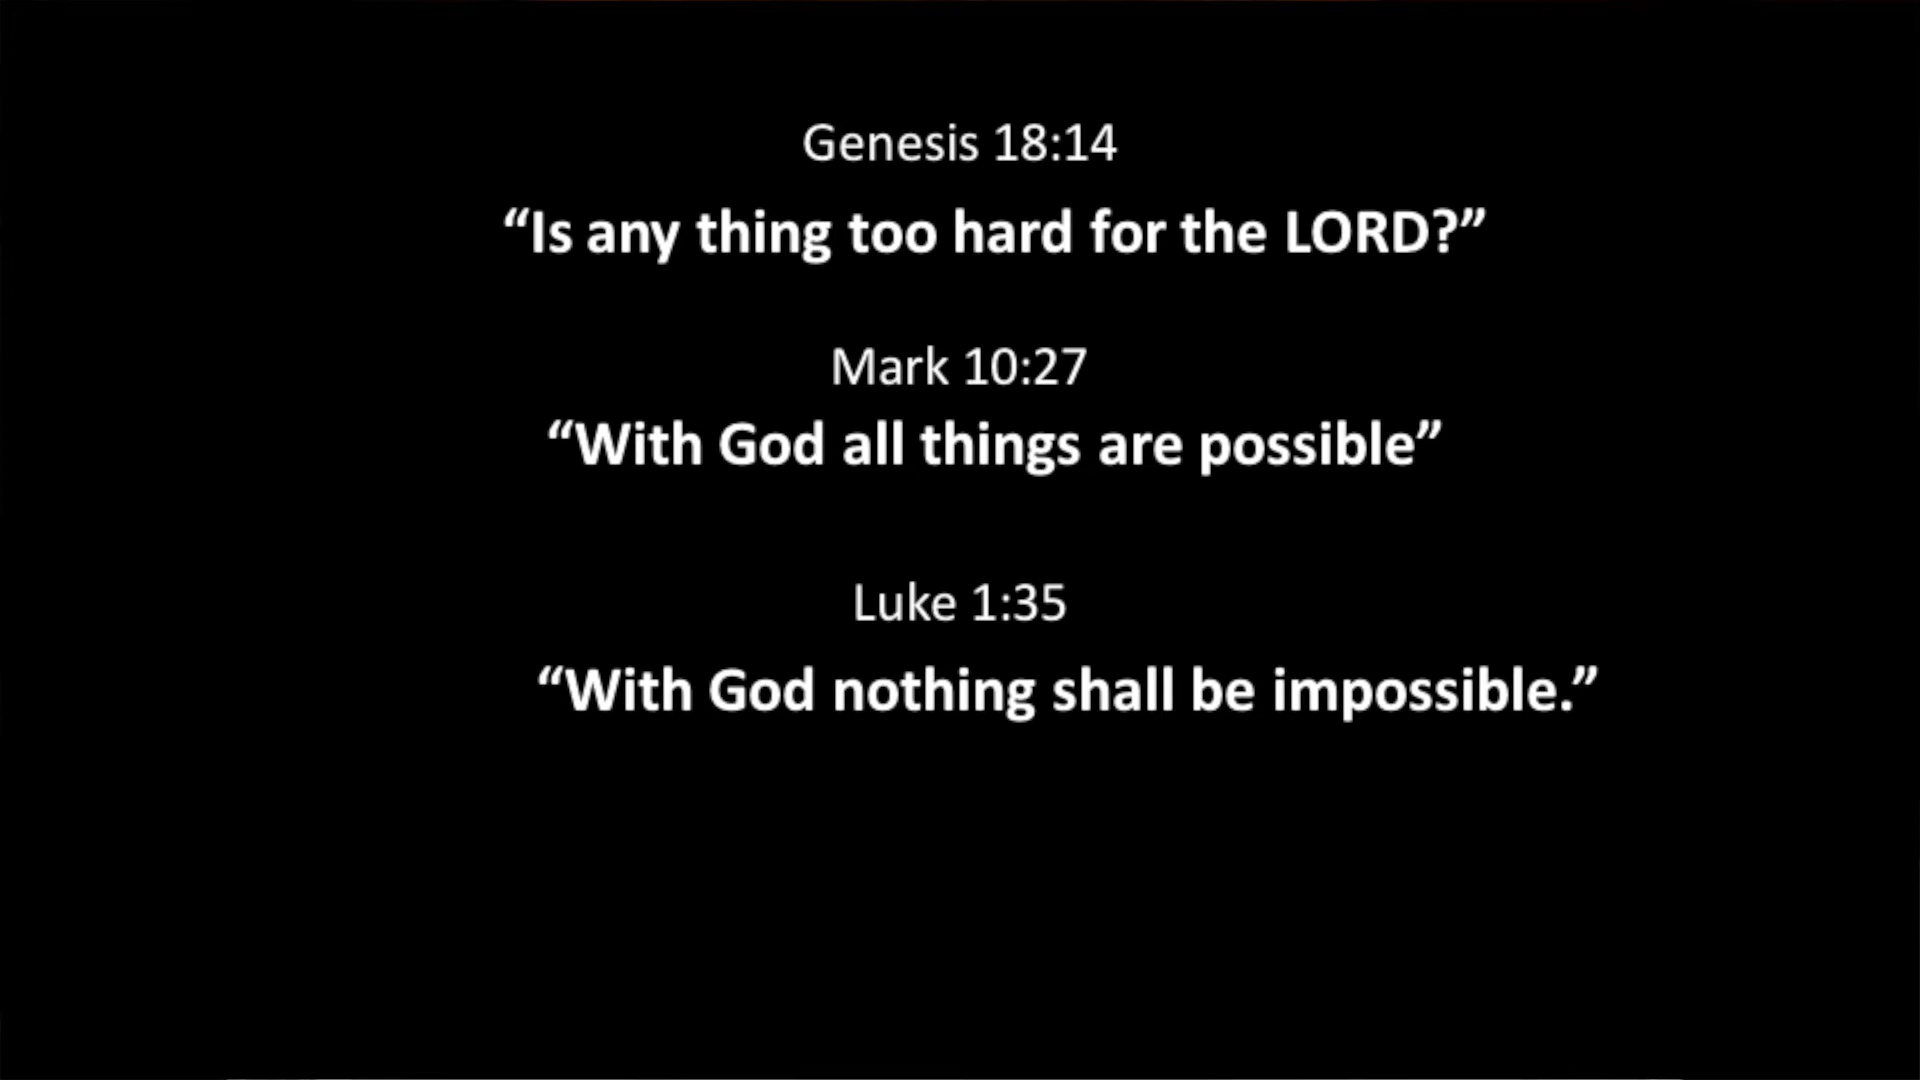 Genesis 18:14
“Is any thing too hard for the LORD?”
Mark 10:27
“With God all things are possible”
Luke 1:35
“With God nothing shall be impossible.”